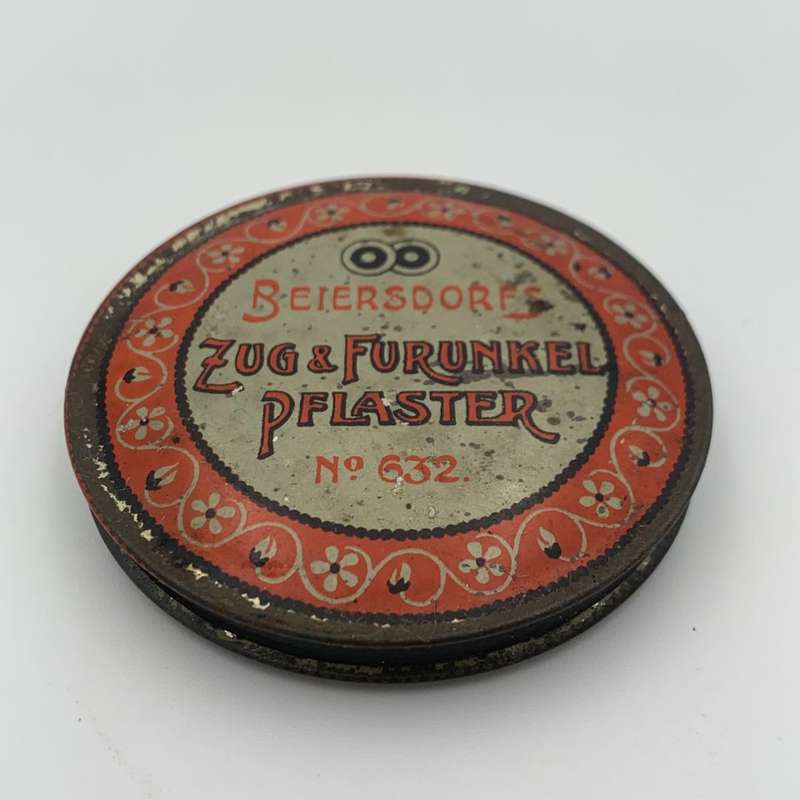 BEIERSDORFS
ZUG & FURUNKEL
PFLASTER
Nº 632.